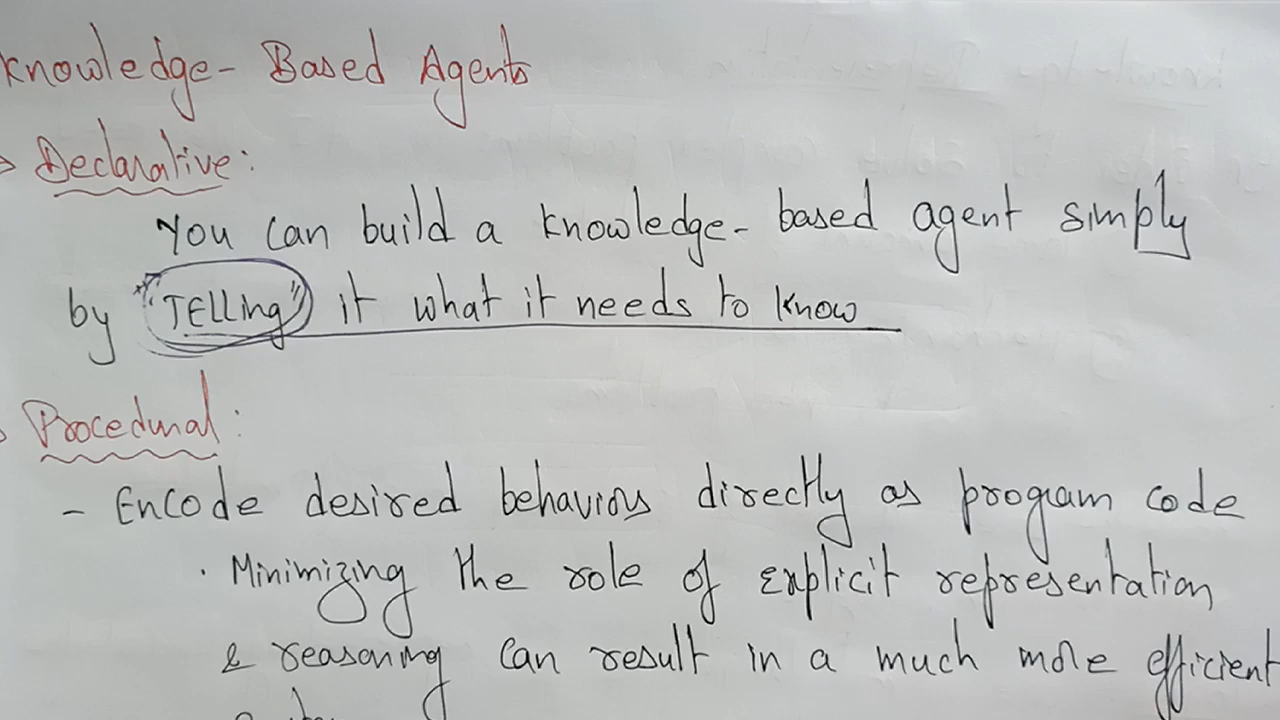 Knowledge- Based Agents
Declarative:
You can build a knowledge- based agent simply
by "TELLing" it what it needs to know
Procedural:
- Encode desired behaviors directly as program code
· Minimizing the role of explicit representation
& reasoning can result in a much more efficient